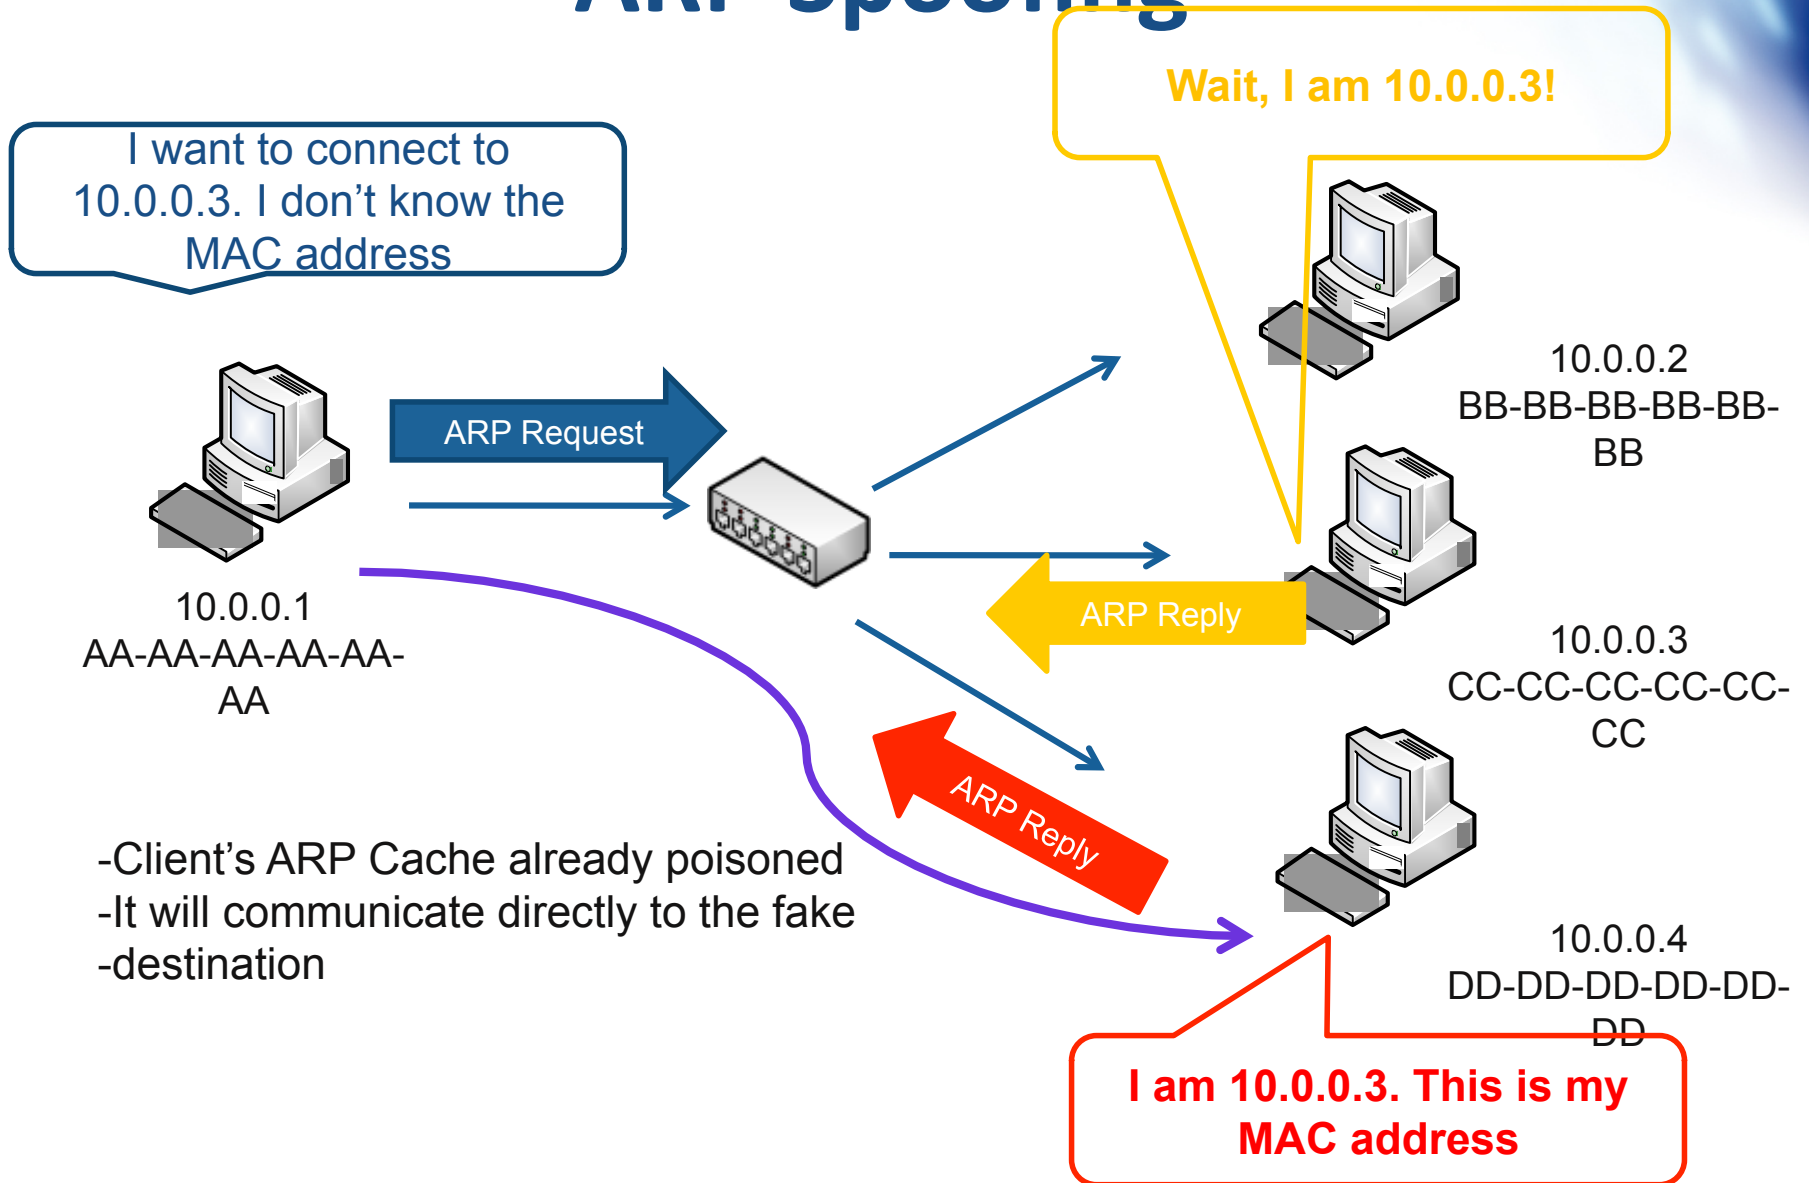 ARP Spoofing
Wait, I am 10.0.0.3!
I want to connect to
10.0.0.3. I don’t know the
MAC address
10.0.0.2
BB-BB-BB-BB-BB-
BB
ARP Request
10.0.0.1
AA-AA-AA-AA-AA-
AA
ARP Reply
10.0.0.3
CC-CC-CC-CC-CC-
CC
ARP Reply
-Client’s ARP Cache already poisoned
-It will communicate directly to the fake
-destination
10.0.0.4
DD-DD-DD-DD-DD-
DD
I am 10.0.0.3. This is my
MAC address